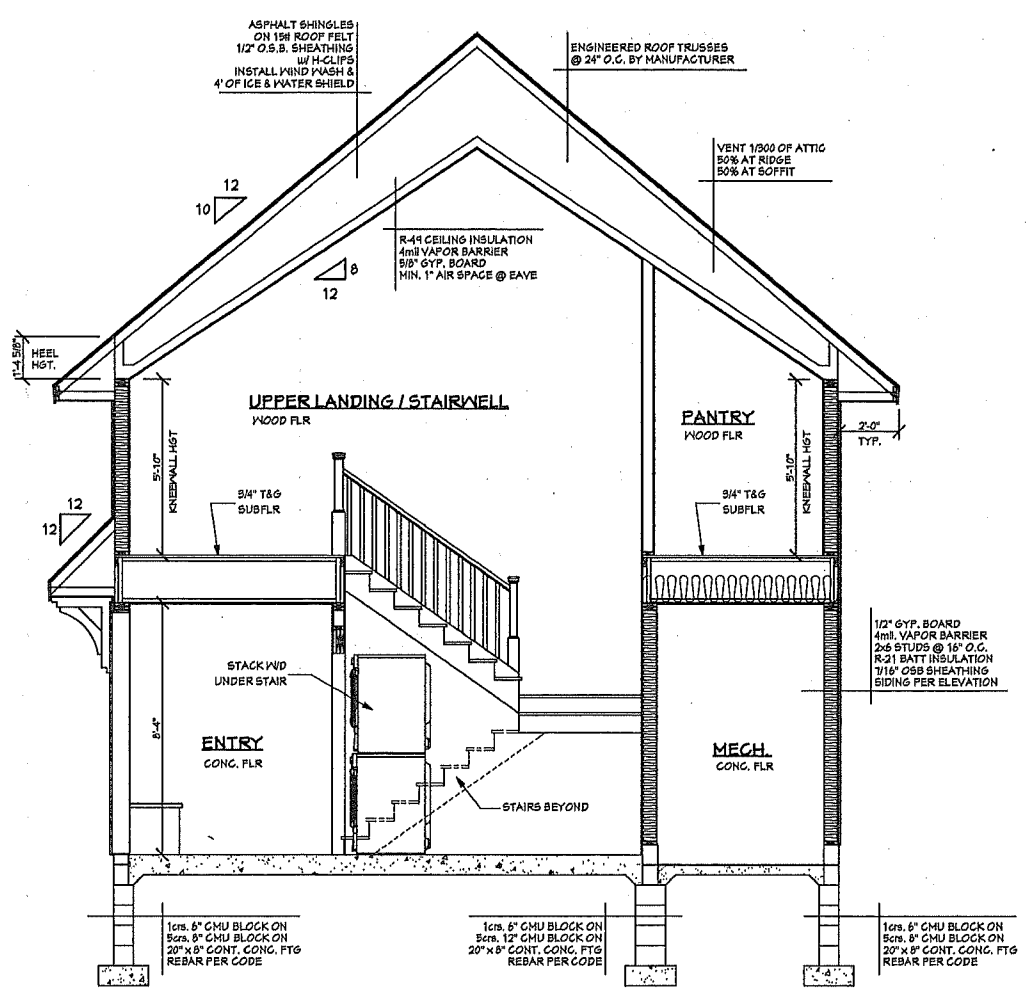 ASPHALT SHINGLES
ON 15# ROOF FELT
1/2" O.S.B. SHEATHING
W/ H-CLIPS
INSTALL WIND WASH &
4' OF ICE & WATER SHIELD
ENGINEERED ROOF TRUSSES
@ 24" O.C. BY MANUFACTURER
VENT 1/300 OF ATTIC
50% AT RIDGE
50% AT SOFFIT
12
10
R-49 CEILING INSULATION
4mil VAPOR BARRIER
5/8" GYP. BOARD
MIN. 1" AIR SPACE @ EAVE
8
12
1'-4 5/8"
HEEL
HGT.
UPPER LANDING / STAIRWELL
WOOD FLR
PANTRY
WOOD FLR
2'-0"
TYP.
5'-10"
KNEEWALL HGT
5'-10"
KNEEWALL HGT
3/4" T&G
SUBFLR
3/4" T&G
SUBFLR
12
12
1/2" GYP. BOARD
4mil. VAPOR BARRIER
2x6 STUDS @ 16" O.C.
R-21 BATT INSULATION
7/16" OSB SHEATHING
SIDING PER ELEVATION
STACK W/D
UNDER STAIR
8'-4"
ENTRY
CONC. FLR
MECH.
CONC. FLR
STAIRS BEYOND
1crs. 6" CMU BLOCK ON
5crs. 8" CMU BLOCK ON
20" x 8" CONT. CONC. FTG
REBAR PER CODE
1crs. 6" CMU BLOCK ON
5crs. 12" CMU BLOCK ON
20" x 8" CONT. CONC. FTG
REBAR PER CODE
1crs. 6" CMU BLOCK ON
5crs. 8" CMU BLOCK ON
20" x 8" CONT. CONC. FTG
REBAR PER CODE